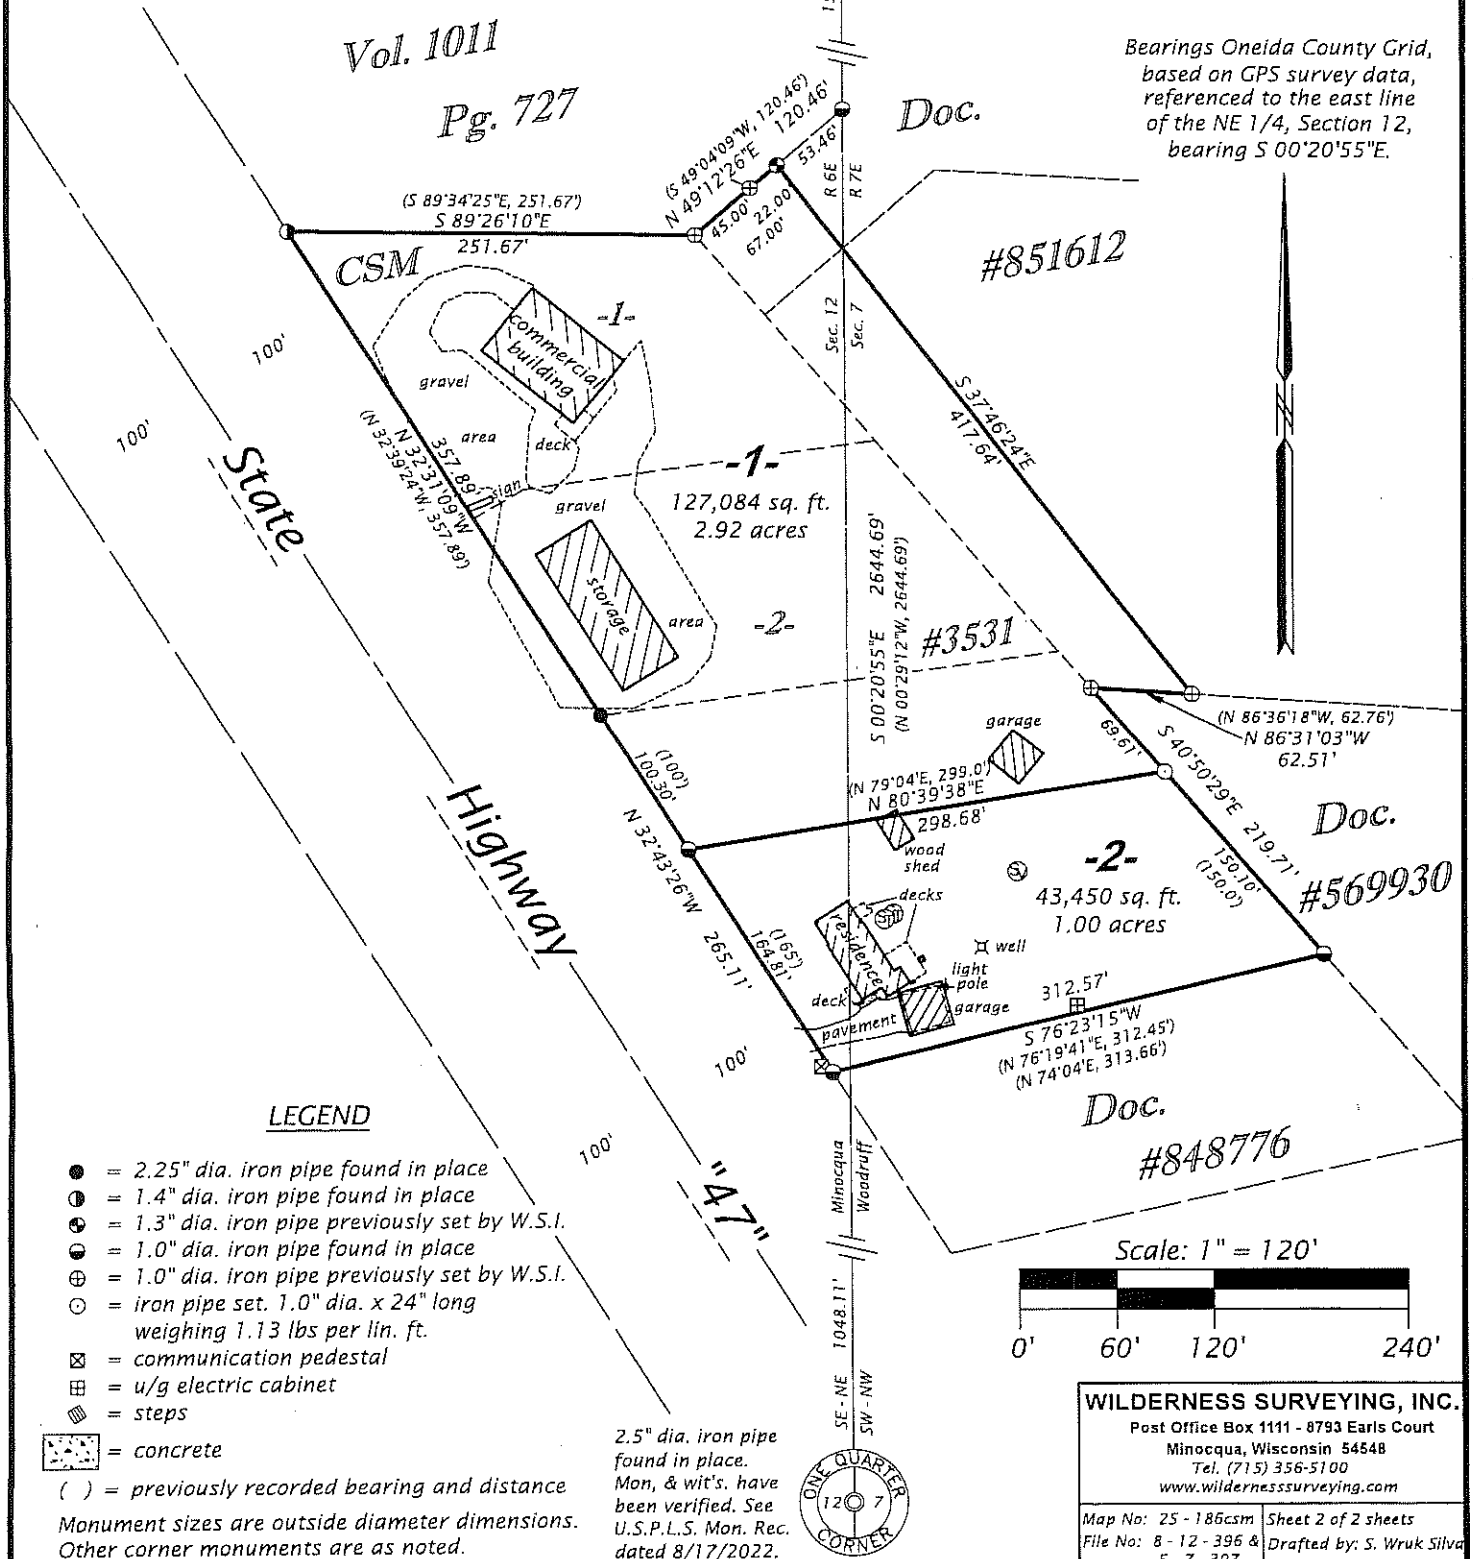 Vol. 1011
Pg. 727
Doc.
Bearings Oneida County Grid,
based on GPS survey data,
referenced to the east line
of the NE 1/4, Section 12,
bearing S 00°20'55"E.
(S 49°04'09"W, 120.46')
N 49°12'26"E 120.46'
53.46'
45.00'
22.00'
67.00'
R 6E
R 7E
(S 89°34'25"E, 251.67')
S 89°26'10"E
251.67'
CSM
-1-
commercial
building
#851612
Sec. 12
Sec. 7
100'
100'
gravel
area
deck
S 37°46'24"E
417.64'
357.89'
N 32°31'09"W
(N 32°39'24"W, 357.89')
sign
State
-1-
127,084 sq. ft.
2.92 acres
gravel
storage
area
-2-
S 00°20'55"E 2644.69'
(N 00°29'12"W, 2644.69')
#3531
(N 86°36'18"W, 62.76')
N 86°31'03"W
62.51'
garage
69.61'
S 40°50'29"E 219.71'
150.10'
(150.0')
(100')
100.30'
(N 79°04'E, 299.0')
N 80°39'38"E
298.68'
wood
shed
Highway
N 32°43'26"W 265.11'
(165')
164.81'
-2-
43,450 sq. ft.
1.00 acres
Doc.
#569930
decks
residence
well
light
pole
deck
garage
pavement
312.57'
S 76°23'15"W
(N 76°19'41"E, 312.45')
(N 74°04'E, 313.66')
100'
100'
Doc.
#848776
Minocqua
Woodruff
"47"
LEGEND
= 2.25" dia. iron pipe found in place
= 1.4" dia. iron pipe found in place
= 1.3" dia. iron pipe previously set by W.S.I.
= 1.0" dia. iron pipe found in place
= 1.0" dia. iron pipe previously set by W.S.I.
= iron pipe set. 1.0" dia. x 24" long
weighing 1.13 lbs per lin. ft.
= communication pedestal
= u/g electric cabinet
= steps
= concrete
( ) = previously recorded bearing and distance
Monument sizes are outside diameter dimensions.
Other corner monuments are as noted.
Scale: 1" = 120'
0' 60' 120' 240'
1048.11'
SE - NE
SW - NW
2.5" dia. iron pipe
found in place.
Mon, & wit's. have
been verified. See
U.S.P.L.S. Mon. Rec.
dated 8/17/2022.
ONE QUARTER
12 7
CORNER
WILDERNESS SURVEYING, INC.
Post Office Box 1111 - 8793 Earls Court
Minocqua, Wisconsin 54548
Tel. (715) 356-5100
www.wildernesssurveying.com
Map No: 25 - 186csm
Sheet 2 of 2 sheets
File No: 8 - 12 - 396 &
Drafted by: S. Wruk Silva